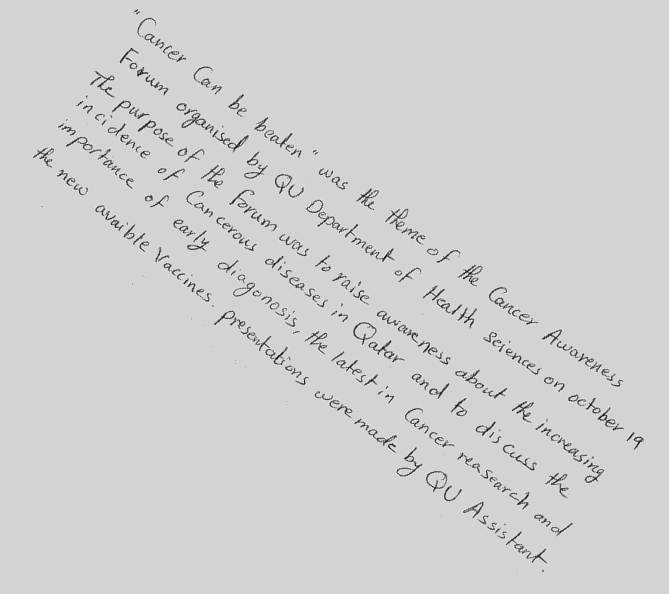 "Cancer Can be beaten" was the theme of the Cancer Awareness
Forum organised by QU Department of Health sciences on october 19
The purpose of the Forum was to raise awareness about the increasing
incidence of Cancerous diseases in Qatar and to discuss the
importance of early diagonosis, the latest in Cancer reasearch and
the new avaible Vaccines. presentations were made by QU Assistant.